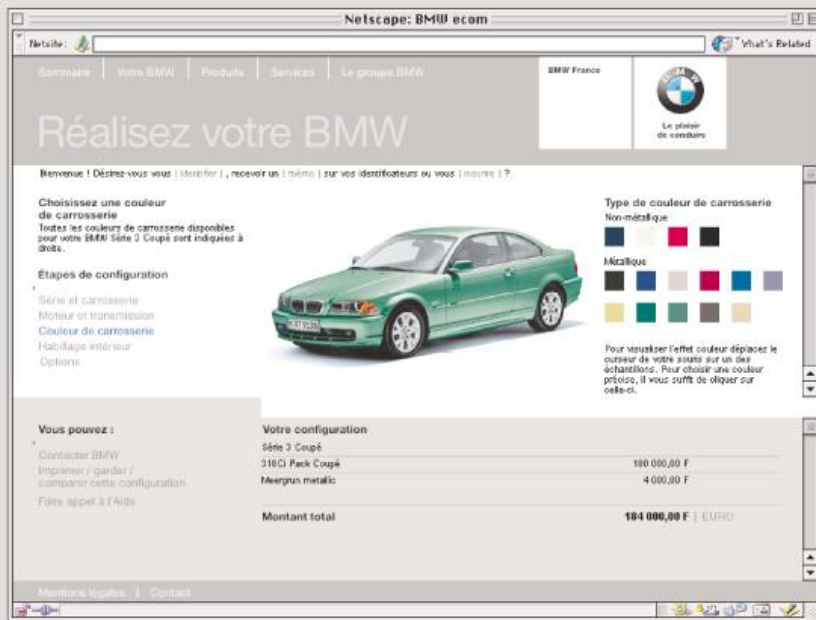 Netscape: BMW ecom
Netsite:
What's Related
Sommaire Votre BMW Produits Services Le groupe BMW
BMW France
BMW
Le plaisir
de conduire
Réalisez votre BMW
Bienvenue ! Désirez-vous vous | identifier | , recevoir un | mémo | sur vos identificateurs ou vous | inscrire | ?
Choisissez une couleur
de carrosserie
Toutes les couleurs de carrosserie disponibles
pour votre BMW Série 3 Coupé sont indiquées à
droite.
Étapes de configuration
Série et carrosserie
Moteur et transmission
Couleur de carrosserie
Habillage intérieur
Options
Type de couleur de carrosserie
Non-métallique
Métallique
Pour visualiser l'effet couleur déplacez le
curseur de votre souris sur un des
échantillons. Pour choisir une couleur
précise, il vous suffit de cliquer sur
celle-ci.
Vous pouvez :
Contacter BMW
Imprimer / garder /
comparer cette configuration.
Faire appel à l'Aide
Votre configuration
Série 3 Coupé
318Ci Pack Coupé 180 000,00 F
Meergrun metallic 4 000,00 F
Montant total 184 000,00 F | EURO
Mentions légales | Contact